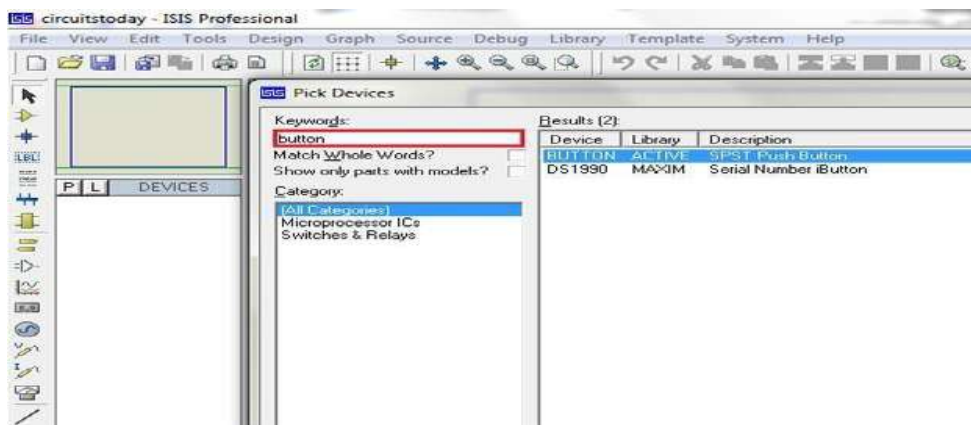 ISIS circuitstoday - ISIS Professional
File View Edit Tools Design Graph Source Debug Library Template System Help
ISIS Pick Devices
Keywords:
button
Match Whole Words?
Show only parts with models?
Category:
(All Categories)
Microprocessor ICs
Switches & Relays
Results (2):
Device Library Description
BUTTON ACTIVE SPST Push Button
DS1990 MAXIM Serial Number iButton
LBL
P L DEVICES